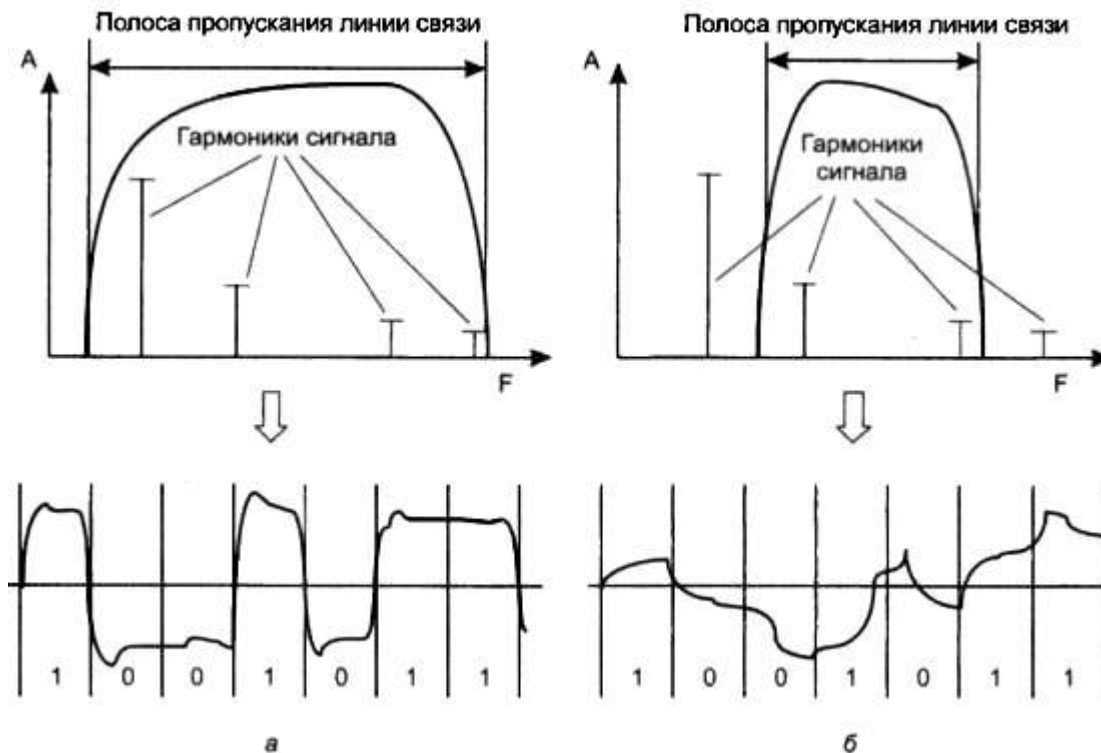 Полоса пропускания линии связи
A
Гармоники сигнала
F
1 0 0 1 0 1 1
а
Полоса пропускания линии связи
A
Гармоники
сигнала
F
1 0 0 1 0 1 1
б